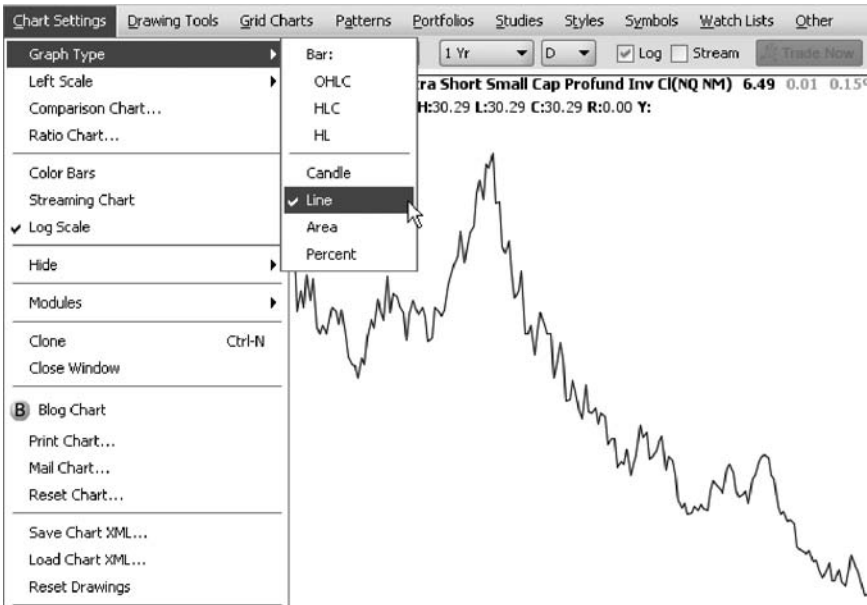 Chart Settings Drawing Tools Grid Charts Patterns Portfolios Studies Styles Symbols Watch Lists Other
1 Yr D Log Stream Trade Now
Short Small Cap Profund Inv Cl(NQ NM) 6.49 0.01
H:30.29 L:30.29 C:30.29 R:0.00 Y:
Graph Type
Left Scale
Comparison Chart...
Ratio Chart...
Color Bars
Streaming Chart
Log Scale
Hide
Modules
Clone Ctrl-N
Close Window
B Blog Chart
Print Chart...
Mail Chart...
Reset Chart...
Save Chart XML...
Load Chart XML...
Reset Drawings
Bar:
OHLC
HLC
HL
Candle
Line
Area
Percent